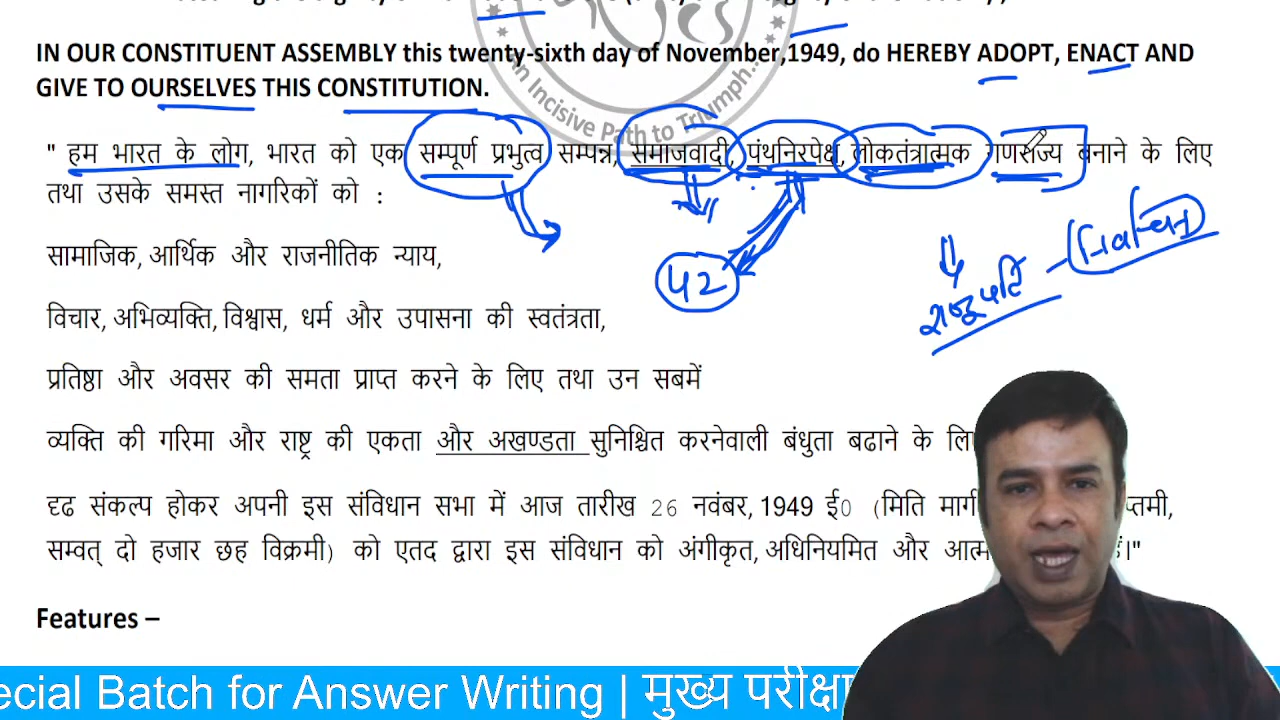 IN OUR CONSTITUENT ASSEMBLY this twenty-sixth day of November,1949, do HEREBY ADOPT, ENACT AND
GIVE TO OURSELVES THIS CONSTITUTION.
An Incisive Path to Triumph...
" हम भारत के लोग, भारत को एक सम्पूर्ण प्रभुत्व सम्पन्न, समाजवादी, पंथनिरपेक्ष, लोकतंत्रात्मक गणराज्य बनाने के लिए
तथा उसके समस्त नागरिकों को :
सामाजिक, आर्थिक और राजनीतिक न्याय,
42
विचार, अभिव्यक्ति, विश्वास, धर्म और उपासना की स्वतंत्रता,
प्रतिष्ठा और अवसर की समता प्राप्त करने के लिए तथा उन सबमें
व्यक्ति की गरिमा और राष्ट्र की एकता और अखण्डता सुनिश्चित करनेवाली बंधुता बढाने के
दृढ संकल्प होकर अपनी इस संविधान सभा में आज तारीख 26 नवंबर, 1949 ई0 (मिति
सम्वत् दो हजार छह विक्रमी) को एतद द्वारा इस संविधान को अंगीकृत, अधिनियमित और
Features –
ecial Batch for Answer Writing | मुख्य परीक्षा